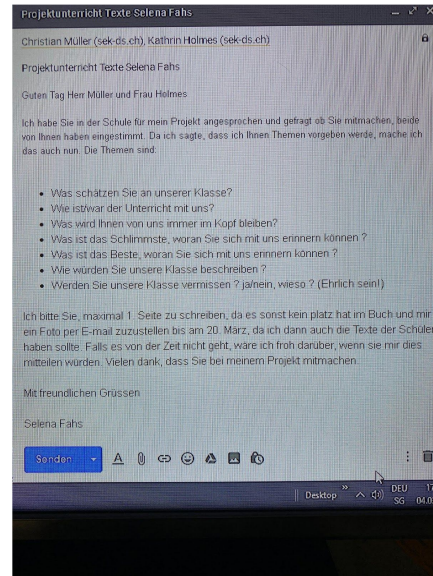 Projektunterricht Texte Selena Fahs
Christian Müller (sek-ds.ch), Kathrin Holmes (sek-ds.ch)
Projektunterricht Texte Selena Fahs
Guten Tag Herr Müller und Frau Holmes
Ich habe Sie in der Schule für mein Projekt angesprochen und gefragt ob Sie mitmachen, beide
von Ihnen haben eingestimmt. Da ich sagte, dass ich Ihnen Themen vorgeben werde, mache ich
das auch nun. Die Themen sind:
• Was schätzen Sie an unserer Klasse?
• Wie ist/war der Unterricht mit uns?
• Was wird Ihnen von uns immer im Kopf bleiben?
• Was ist das Schlimmste, woran Sie sich mit uns erinnern können ?
• Was ist das Beste, woran Sie sich mit uns erinnern können ?
• Wie würden Sie unsere Klasse beschreiben ?
• Werden Sie unsere Klasse vermissen ? ja/nein, wieso ? (Ehrlich sein!)
Ich bitte Sie, maximal 1. Seite zu schreiben, da es sonst kein platz hat im Buch und mir
ein Foto per E-mail zuzustellen bis am 20. März, da ich dann auch die Texte der Schüler
haben sollte. Falls es von der Zeit nicht geht, wäre ich froh darüber, wenn sie mir dies
mitteilen würden. Vielen dank, dass Sie bei meinem Projekt mitmachen.
Mit freundlichen Grüssen
Selena Fahs
Senden
Desktop
DEU
SG